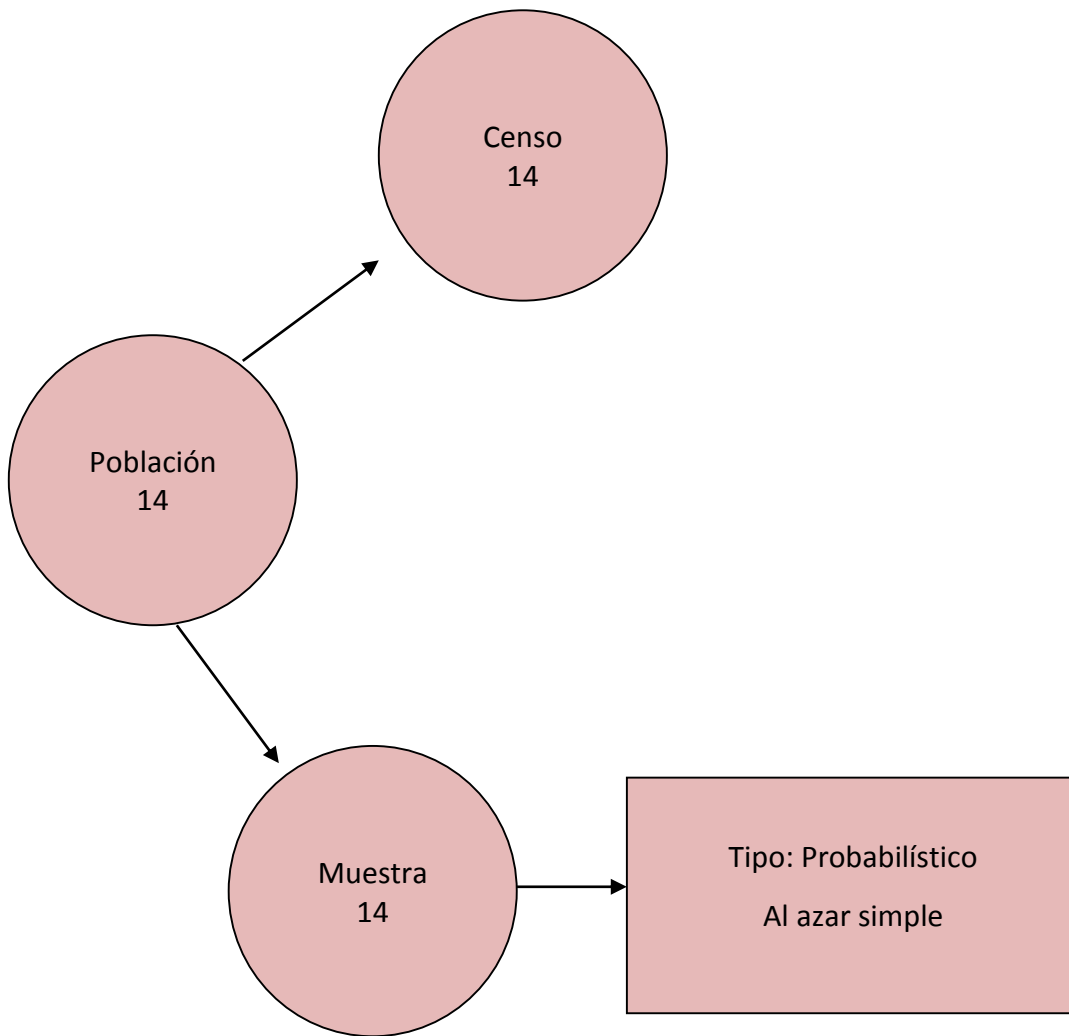 Censo
14
Población
14
Muestra
14
Tipo: Probabilístico
Al azar simple